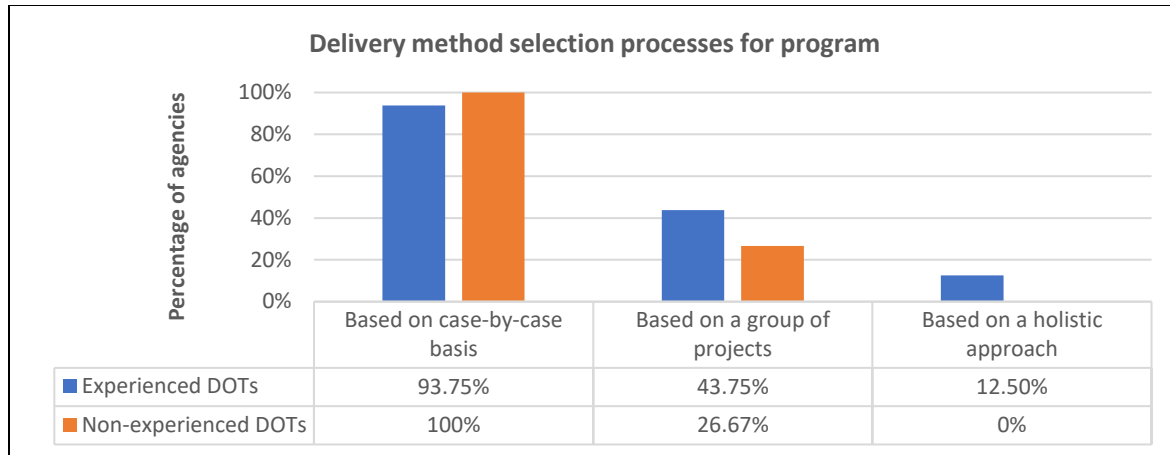 Delivery method selection processes for program
Percentage of agencies
100%
80%
60%
40%
20%
0%
Based on case-by-case
basis
Based on a group of
projects
Based on a holistic
approach
Experienced DOTs 93.75% 43.75% 12.50%
Non-experienced DOTs 100% 26.67% 0%